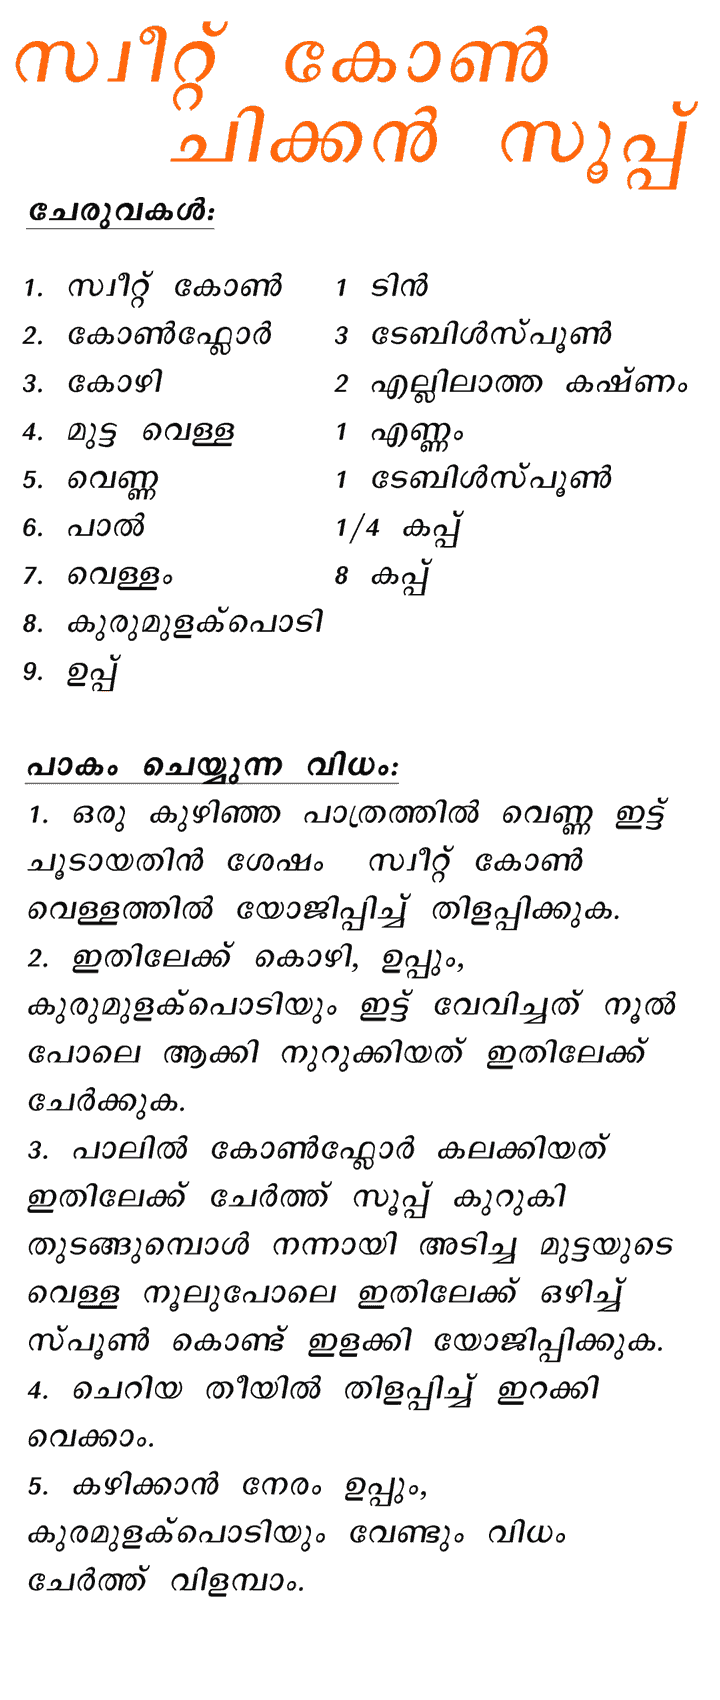 സ്വീറ്റ് കോൺ
ചിക്കൻ സൂപ്പ്
ചേരുവകൾ:
1. സ്വീറ്റ് കോൺ 1 ടിൻ
2. കോൺഫ്ലോർ 3 ടേബിൾസ്പൂൺ
3. കോഴി 2 എല്ലിലാത്ത കഷ്ണം
4. മുട്ട വെള്ള 1 എണ്ണം
5. വെണ്ണ 1 ടേബിൾസ്പൂൺ
6. പാൽ 1/4 കപ്പ്
7. വെള്ളം 8 കപ്പ്
8. കുരുമുളക്പൊടി
9. ഉപ്പ്
പാകം ചെയ്യുന്ന വിധം:
1. ഒരു കുഴിഞ്ഞ പാത്രത്തിൽ വെണ്ണ ഇട്ട്
ചൂടായതിൻ ശേഷം സ്വീറ്റ് കോൺ
വെള്ളത്തിൽ യോജിപ്പിച്ച് തിളപ്പിക്കുക.
2. ഇതിലേക്ക് കൊഴി, ഉപ്പും,
കുരുമുളക്പൊടിയും ഇട്ട് വേവിച്ചത് നൂൽ
പോലെ ആക്കി നുറുക്കിയത് ഇതിലേക്ക്
ചേർക്കുക.
3. പാലിൽ കോൺഫ്ലോർ കലക്കിയത്
ഇതിലേക്ക് ചേർത്ത് സൂപ്പ് കുറുകി
തുടങ്ങുമ്പോൾ നന്നായി അടിച്ച മുട്ടയുടെ
വെള്ള നൂലുപോലെ ഇതിലേക്ക് ഒഴിച്ച്
സ്പൂൺ കൊണ്ട് ഇളക്കി യോജിപ്പിക്കുക.
4. ചെറിയ തീയിൽ തിളപ്പിച്ച് ഇറക്കി
വെക്കാം.
5. കഴിക്കാൻ നേരം ഉപ്പും,
കുരമുളക്പൊടിയും വേണ്ടും വിധം
ചേർത്ത് വിളമ്പാം.